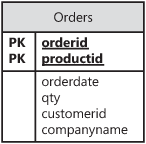 Orders
PK orderid
PK productid
orderdate
qty
customerid
companyname